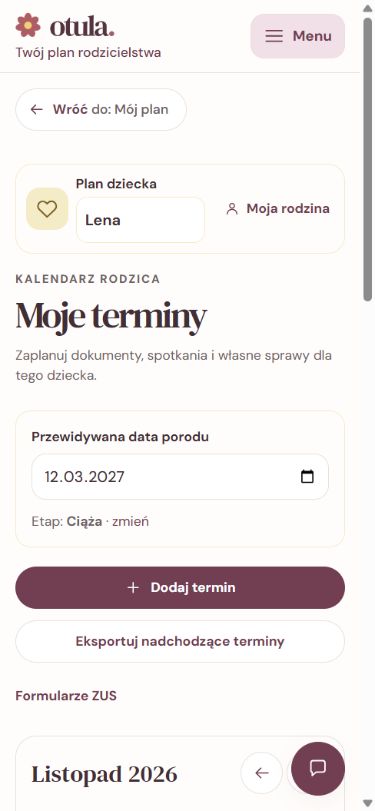 otula.
Menu
Twój plan rodzicielstwa
Wróć do: Mój plan
Plan dziecka
Lena
Moja rodzina
KALENDARZ RODZICA
Moje terminy
Zaplanuj dokumenty, spotkania i własne sprawy dla
tego dziecka.
Przewidywana data porodu
12.03.2027
Etap: Ciąża · zmień
Dodaj termin
Eksportuj nadchodzące terminy
Formularze ZUS
Listopad 2026